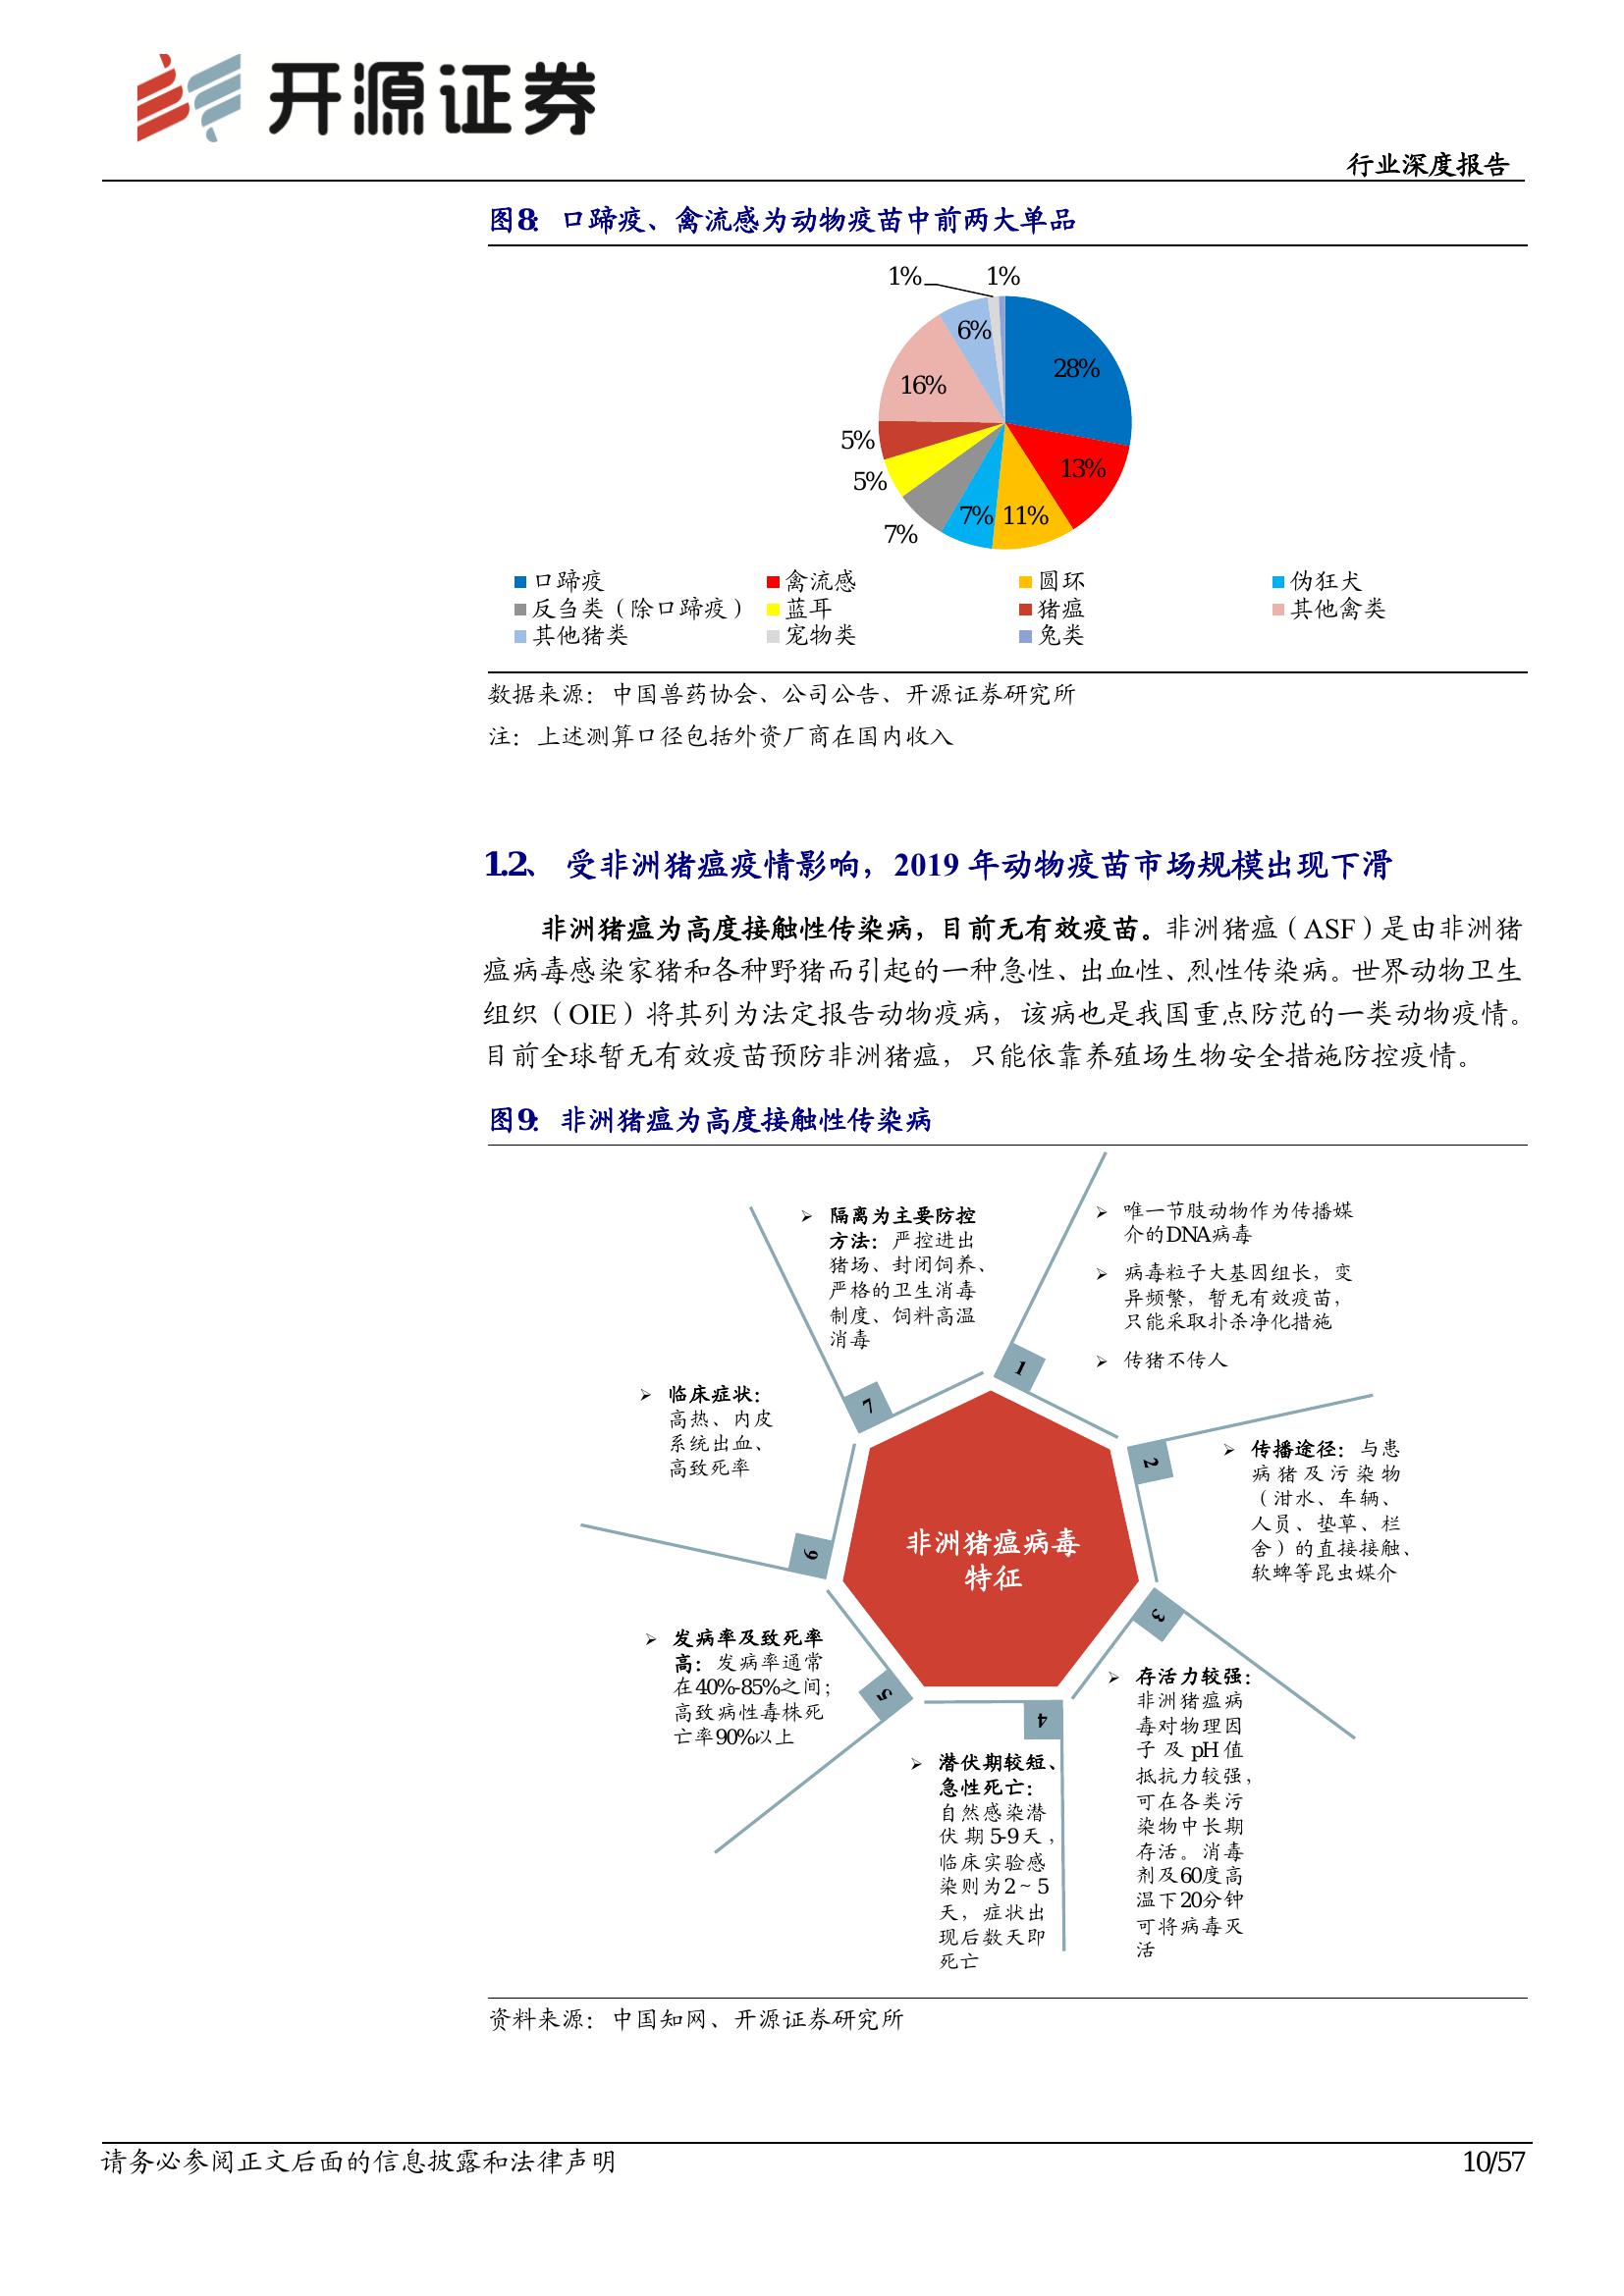 开源证券
行业深度报告
图8: 口蹄疫、禽流感为动物疫苗中前两大单品
1%
1%
6%
28%
16%
5%
13%
5%
7%
11%
7%
口蹄疫
禽流感
圆环
伪狂犬
反刍类（除口蹄疫）
蓝耳
猪瘟
其他禽类
其他猪类
宠物类
兔类
数据来源：中国兽药协会、公司公告、开源证券研究所
注：上述测算口径包括外资厂商在国内收入
1.2、 受非洲猪瘟疫情影响，2019 年动物疫苗市场规模出现下滑
非洲猪瘟为高度接触性传染病，目前无有效疫苗。非洲猪瘟（ASF）是由非洲猪
瘟病毒感染家猪和各种野猪而引起的一种急性、出血性、烈性传染病。世界动物卫生
组织（OIE）将其列为法定报告动物疫病，该病也是我国重点防范的一类动物疫情。
目前全球暂无有效疫苗预防非洲猪瘟，只能依靠养殖场生物安全措施防控疫情。
图9: 非洲猪瘟为高度接触性传染病
➢ 唯一节肢动物作为传播媒
介的DNA病毒
➢ 病毒粒子大基因组长，变
异频繁，暂无有效疫苗，
只能采取扑杀净化措施
➢ 传猪不传人
1
➢ 传播途径：与患
病猪及污染物
（泔水、车辆、
人员、垫草、栏
舍）的直接接触、
软蜱等昆虫媒介
2
3
➢ 存活力较强：
非洲猪瘟病
毒对物理因
子及pH值
抵抗力较强，
可在各类污
染物中长期
存活。消毒
剂及60度高
温下20分钟
可将病毒灭
活
4
➢ 潜伏期较短、
急性死亡：
自然感染潜
伏期5-9天，
临床实验感
染则为2~5
天，症状出
现后数天即
死亡
5
➢ 发病率及致死率
高：发病率通常
在40%-85%之间；
高致病性毒株死
亡率90%以上
6
➢ 临床症状：
高热、内皮
系统出血、
高致死率
7
➢ 隔离为主要防控
方法：严控进出
猪场、封闭饲养、
严格的卫生消毒
制度、饲料高温
消毒
非洲猪瘟病毒
特征
资料来源：中国知网、开源证券研究所
请务必参阅正文后面的信息披露和法律声明
10/57